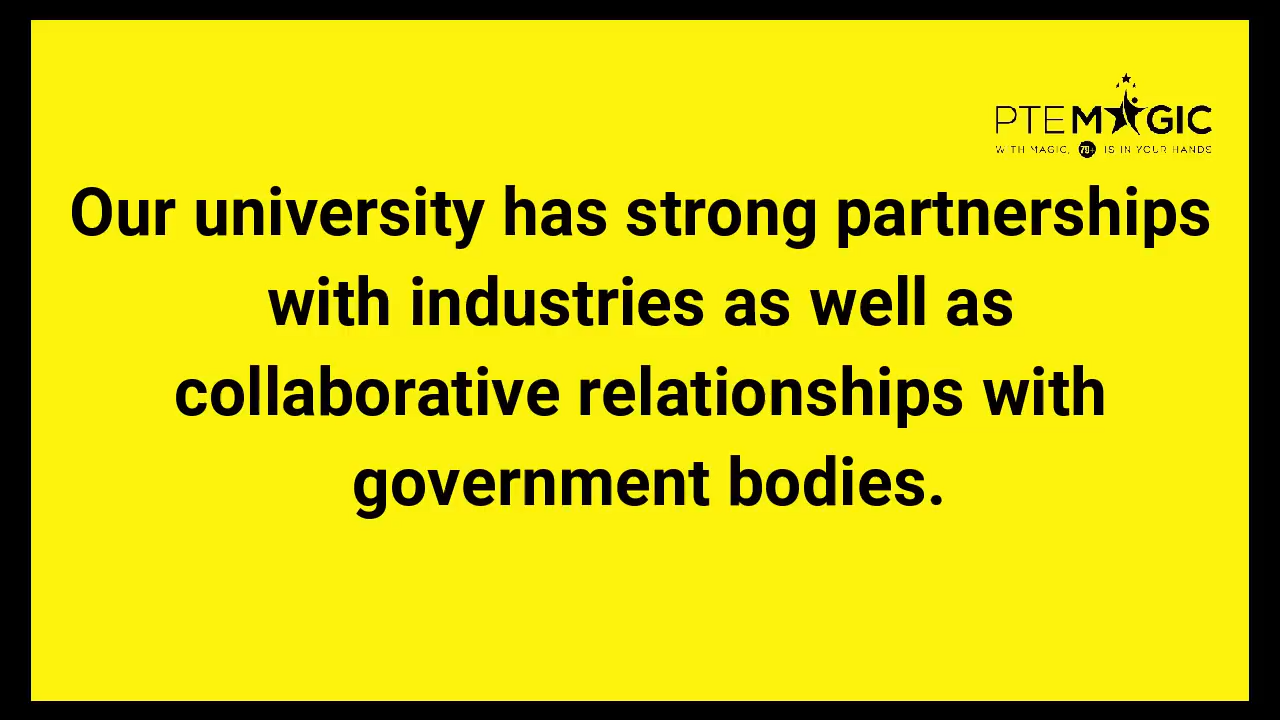 PTEMAGIC
WITH MAGIC, 79+ IS IN YOUR HANDS
Our university has strong partnerships
with industries as well as
collaborative relationships with
government bodies.